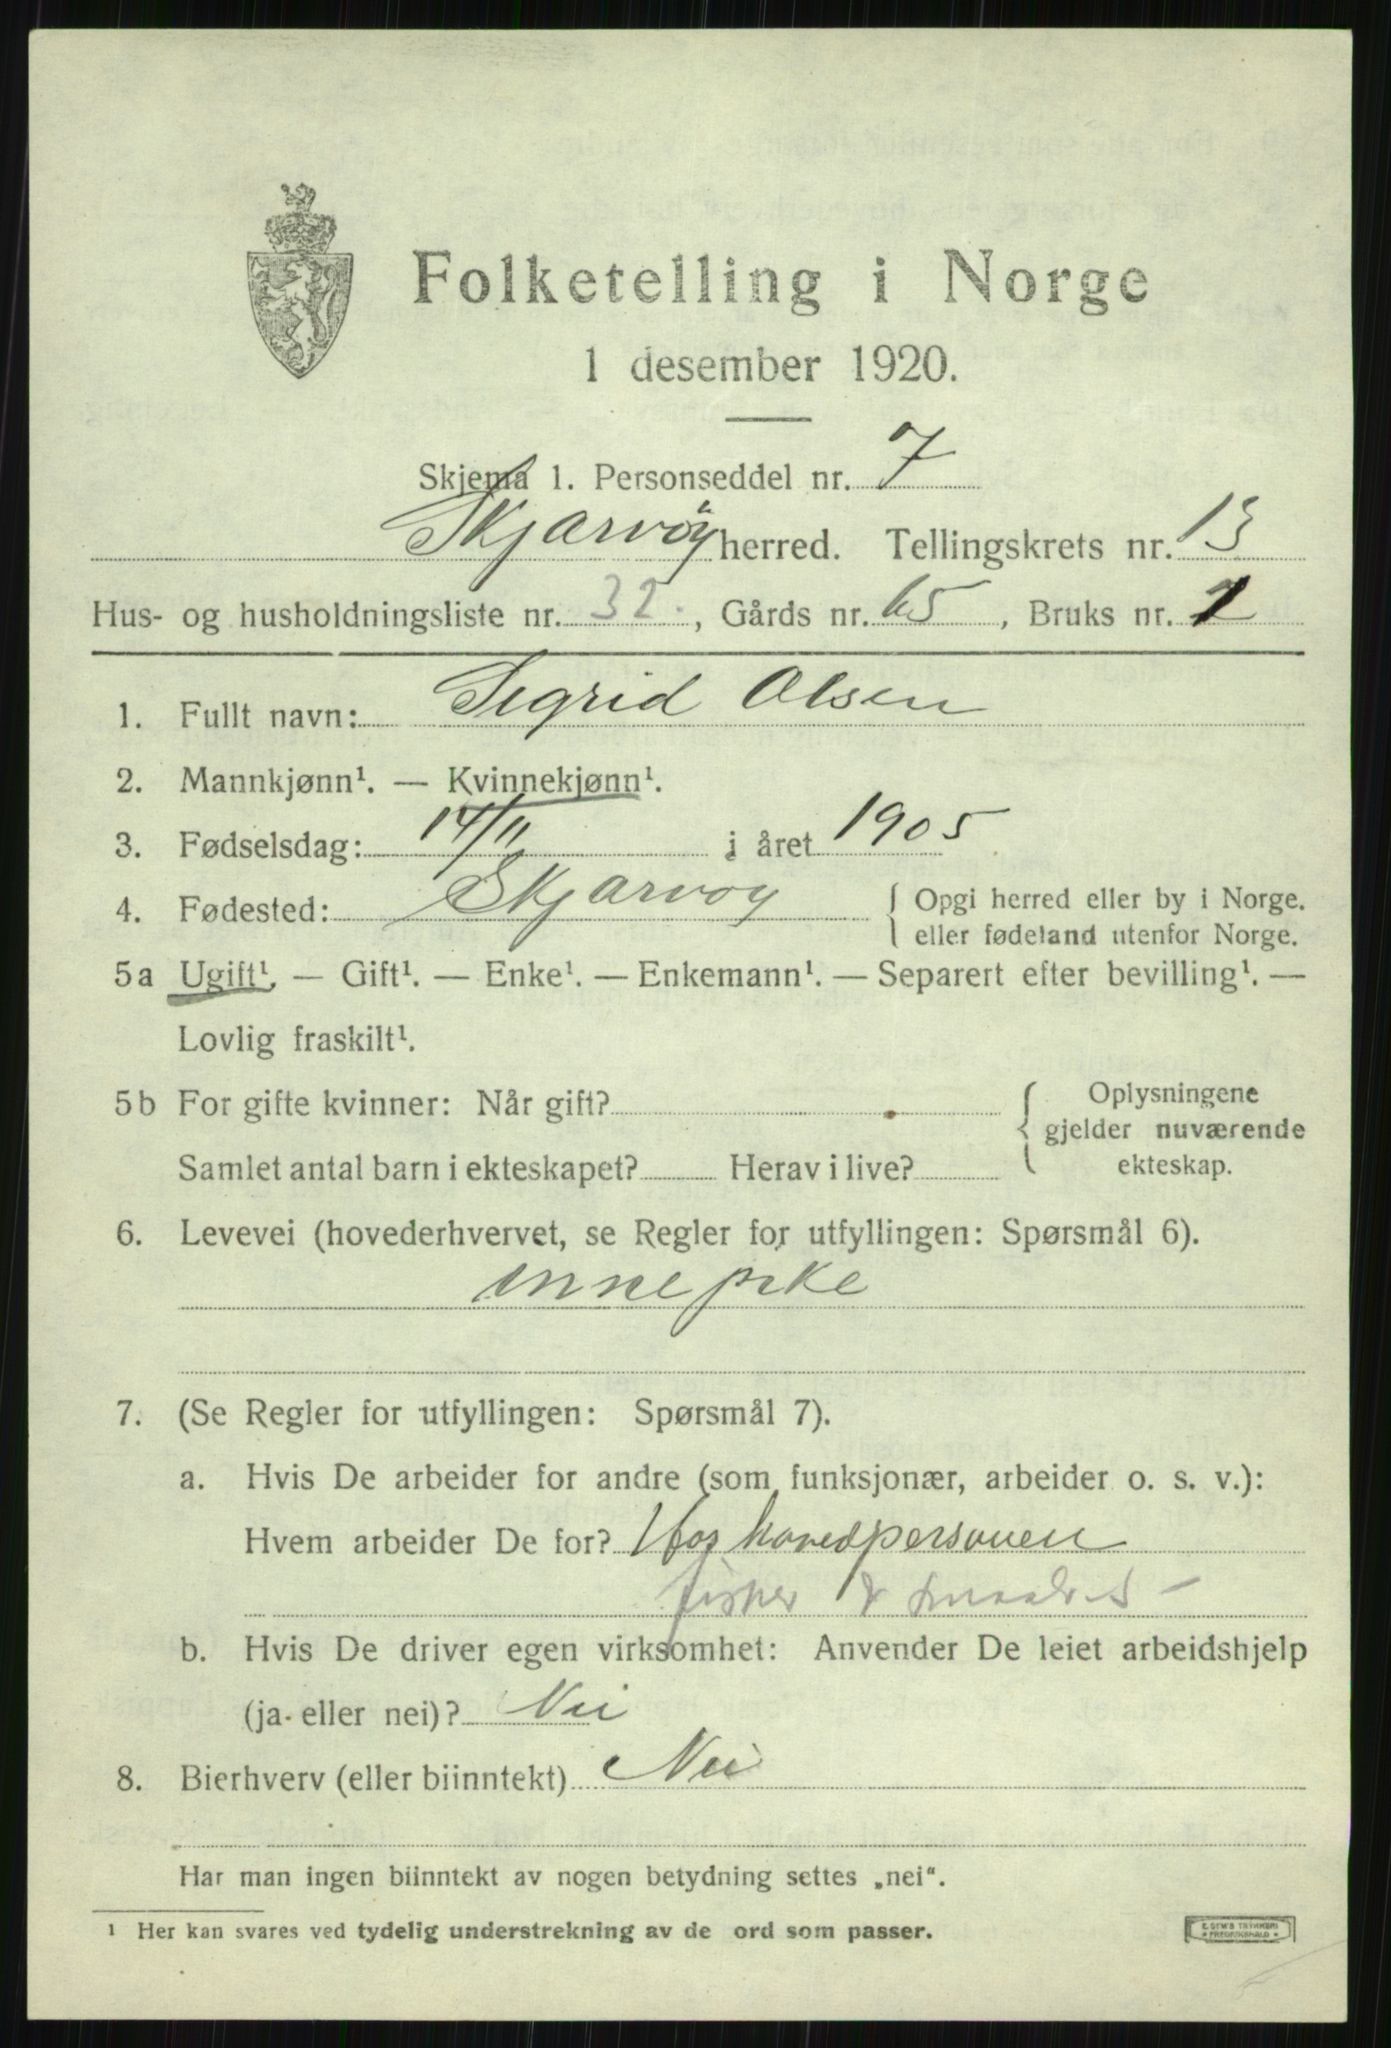 Folketelling i Norge
1 desember 1920.
Skjema 1. Personseddel nr. 7
Skjærvöy herred. Tellingskrets nr. 13
Hus- og husholdningsliste nr. 32. , Gårds nr. 65 , Bruks nr.
1. Fullt navn: Sigrid Olsen
2. Mannkjønn¹. — Kvinnekjønn¹.
3. Fødselsdag: 14/11 i året 1905
4. Fødested: Skjærvøy { Opgi herred eller by i Norge.
eller fødeland utenfor Norge.
5a Ugift¹. — Gift¹. — Enke¹. — Enkemann¹. — Separert efter bevilling¹. —
Lovlig fraskilt¹.
5b For gifte kvinner: Når gift? { Oplysningene
gjelder nuværende
ekteskap.
Samlet antal barn i ekteskapet? Herav i live?
6. Levevei (hovederhvervet, se Regler for utfyllingen: Spørsmål 6).
innepike
7. (Se Regler for utfyllingen: Spørsmål 7).
a. Hvis De arbeider for andre (som funksjonær, arbeider o. s. v.):
Hvem arbeider De for? Hos hovedpersonen
fisker &
b. Hvis De driver egen virksomhet: Anvender De leiet arbeidshjelp
(ja eller nei)? Nei
8. Bierhverv (eller biinntekt) Nei
Har man ingen biinntekt av nogen betydning settes „nei“.
¹ Her kan svares ved tydelig understrekning av de ord som passer.
E. SEM'S TRYKKERI
FREDRIKSHALD